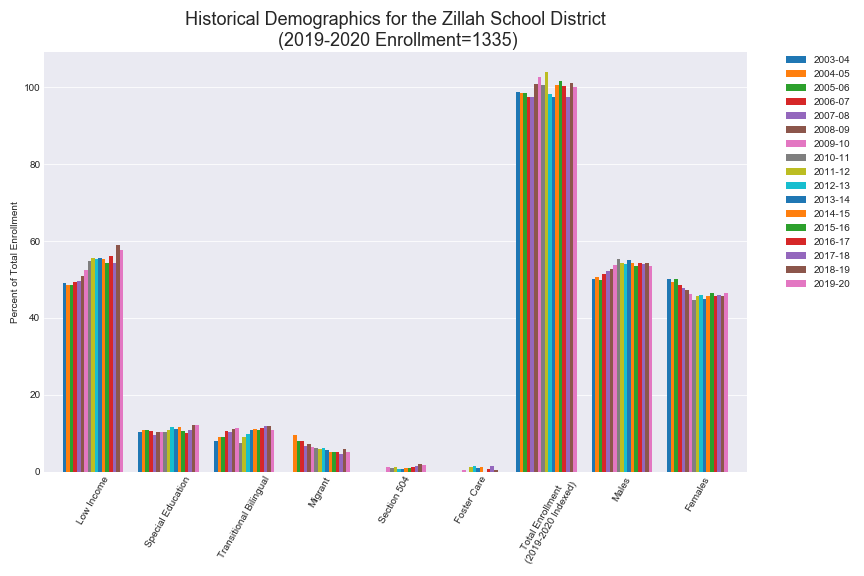 Historical Demographics for the Zillah School District
(2019-2020 Enrollment=1335)
Percent of Total Enrollment
100
80
60
40
20
0
Low Income
Special Education
Transitional Bilingual
Migrant
Section 504
Foster Care
Total Enrollment
(2019-2020 Indexed)
Males
Females
2003-04
2004-05
2005-06
2006-07
2007-08
2008-09
2009-10
2010-11
2011-12
2012-13
2013-14
2014-15
2015-16
2016-17
2017-18
2018-19
2019-20